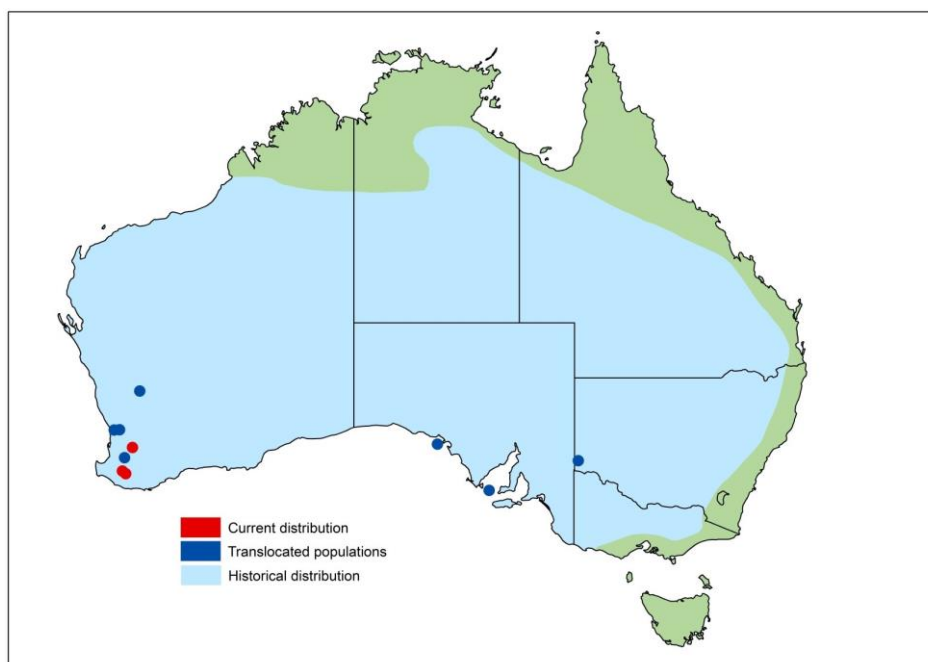 Current distribution
Translocated populations
Historical distribution